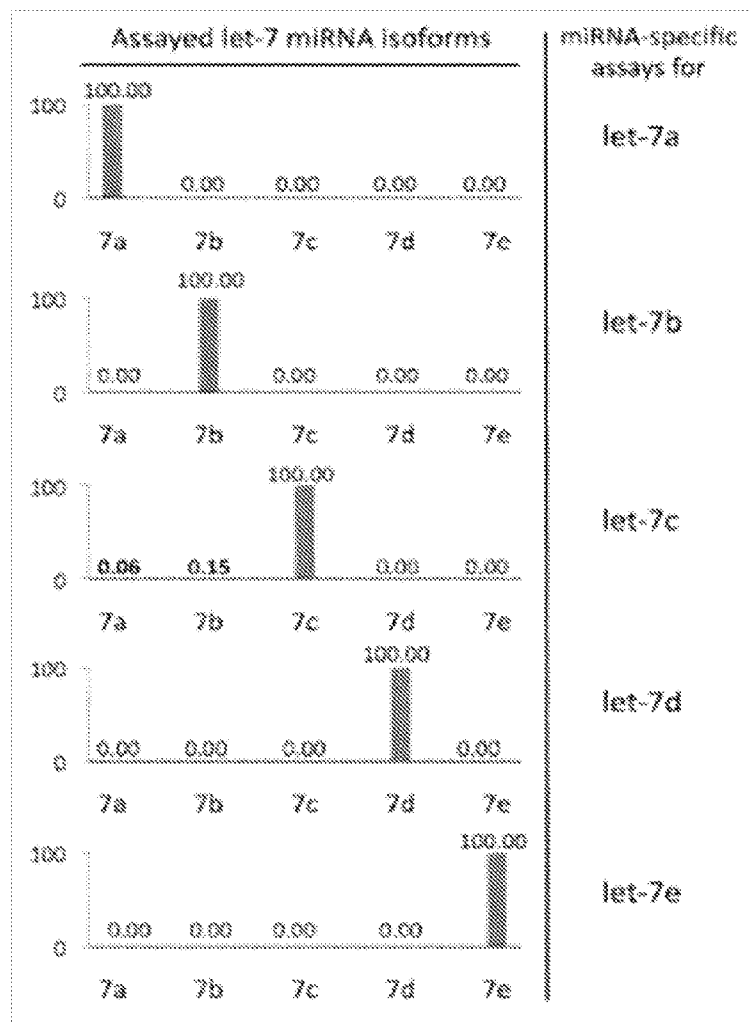 Assayed let-7 miRNA isoforms
miRNA-specific
assays for
100
100.00
0.00 0.00 0.00 0.00
0
7a 7b 7c 7d 7e
let-7a
100
100.00
0.00 0.00 0.00 0.00
0
7a 7b 7c 7d 7e
let-7b
100
100.00
0.06 0.15 0.00 0.00
0
7a 7b 7c 7d 7e
let-7c
100
100.00
0.00 0.00 0.00 0.00
0
7a 7b 7c 7d 7e
let-7d
100
100.00
0.00 0.00 0.00 0.00
0
7a 7b 7c 7d 7e
let-7e